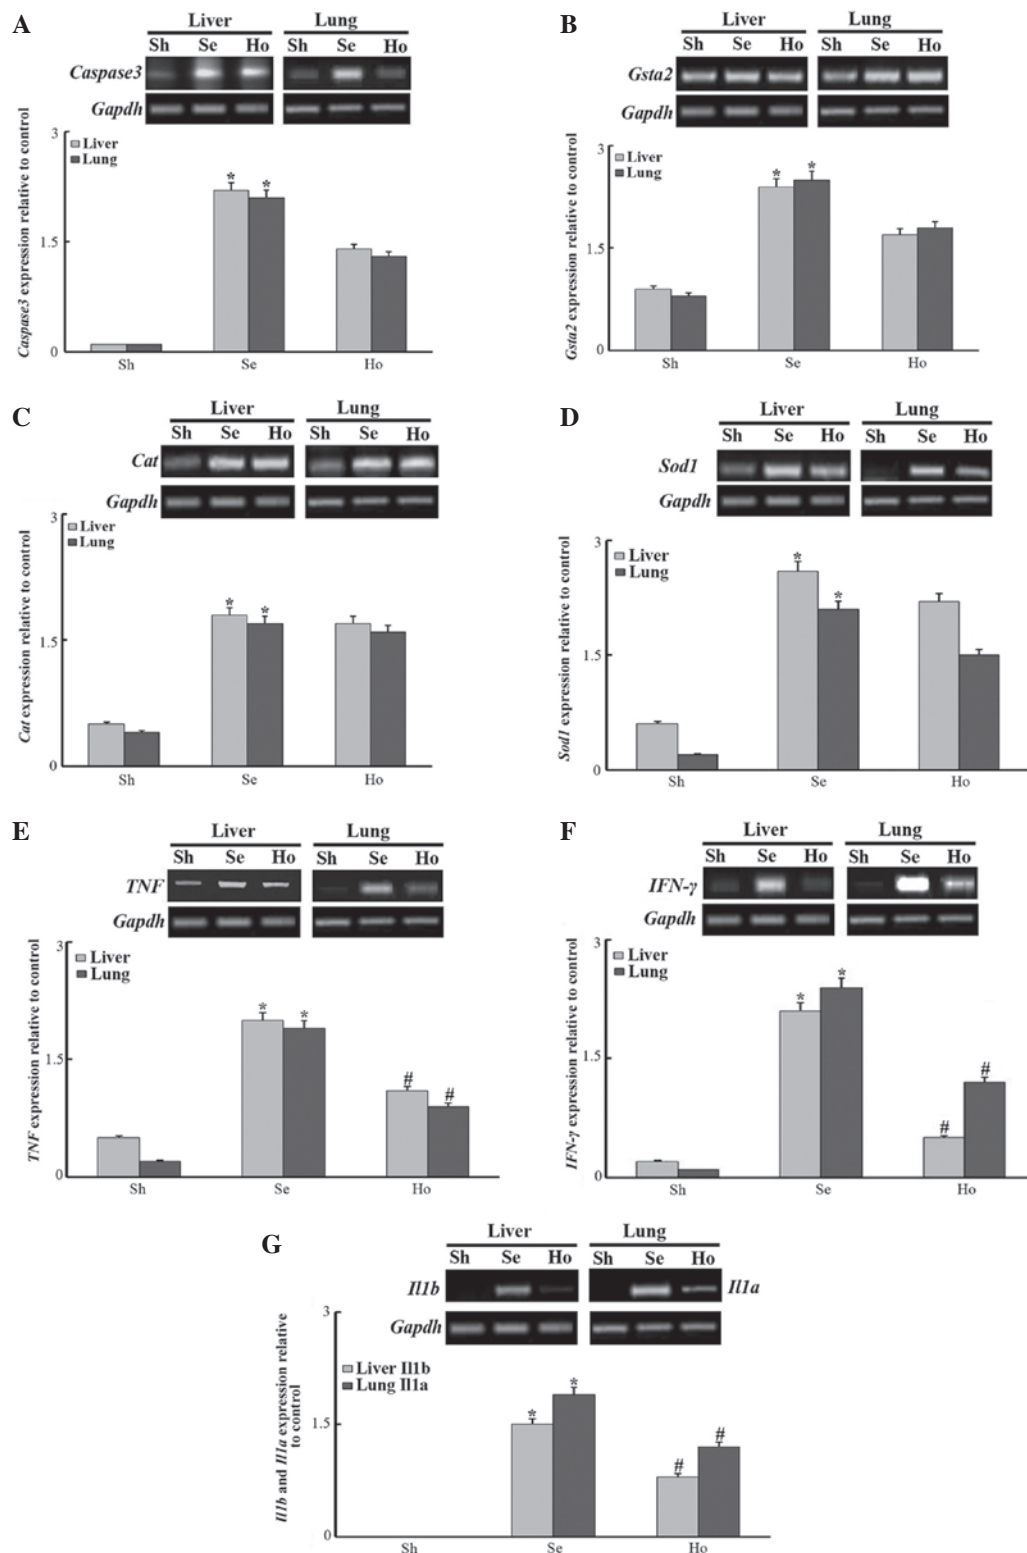 A
Liver Lung
Sh Se Ho Sh Se Ho
Caspase3
Gapdh
Caspase3 expression relative to control
3
1.5
0
Liver
Lung
* *
Sh Se Ho
B
Liver Lung
Sh Se Ho Sh Se Ho
Gsta2
Gapdh
Gsta2 expression relative to control
3
1.5
0
Liver
Lung
* *
Sh Se Ho
C
Liver Lung
Sh Se Ho Sh Se Ho
Cat
Gapdh
Cat expression relative to control
3
1.5
0
Liver
Lung
* *
Sh Se Ho
D
Liver Lung
Sh Se Ho Sh Se Ho
Sod1
Gapdh
Sod1 expression relative to control
3
1.5
0
Liver
Lung
* *
Sh Se Ho
E
Liver Lung
Sh Se Ho Sh Se Ho
TNF
Gapdh
TNF expression relative to control
3
1.5
0
Liver
Lung
* * # #
Sh Se Ho
F
Liver Lung
Sh Se Ho Sh Se Ho
IFN-γ
Gapdh
IFN-γ expression relative to control
3
1.5
0
Liver
Lung
* * # #
Sh Se Ho
G
Liver Lung
Sh Se Ho Sh Se Ho
Il1b Il1a
Gapdh
Il1b and Il1a expression relative
to control
3
1.5
0
Liver Il1b
Lung Il1a
* * # #
Sh Se Ho